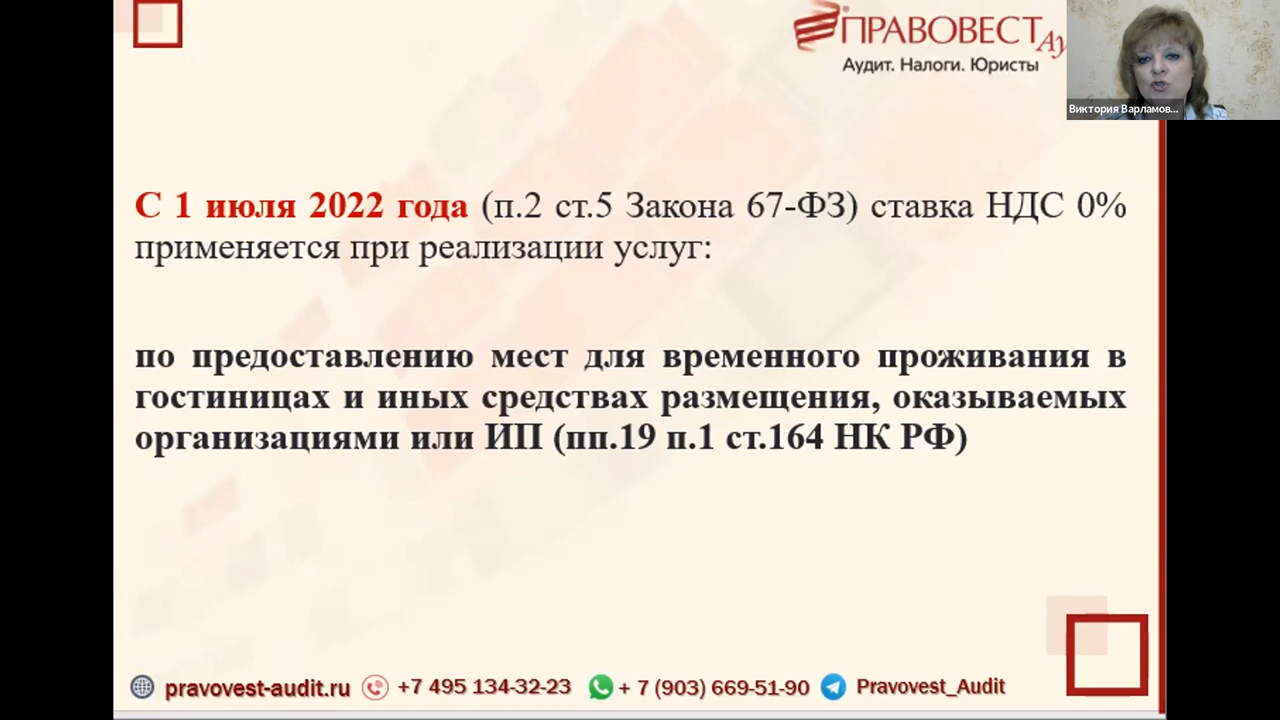 ПРАВОВЕСТ Ау
Аудит. Налоги. Юристы
Виктория Варламов...
С 1 июля 2022 года (п.2 ст.5 Закона 67-ФЗ) ставка НДС 0%
применяется при реализации услуг:
по предоставлению мест для временного проживания в
гостиницах и иных средствах размещения, оказываемых
организациями или ИП (пп.19 п.1 ст.164 НК РФ)
pravovest-audit.ru +7 495 134-32-23 + 7 (903) 669-51-90 Pravovest_Audit